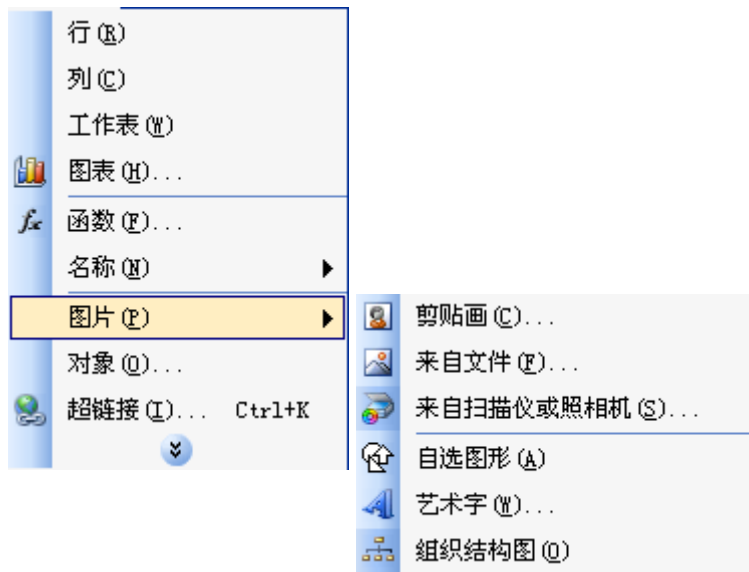 行(R)
列(C)
工作表(W)
图表(H)...
fx 函数(F)...
名称(N)
图片(P)
对象(O)...
超链接(I)... Ctrl+K
剪贴画(C)...
来自文件(F)...
来自扫描仪或照相机(S)...
自选图形(A)
艺术字(W)...
组织结构图(O)